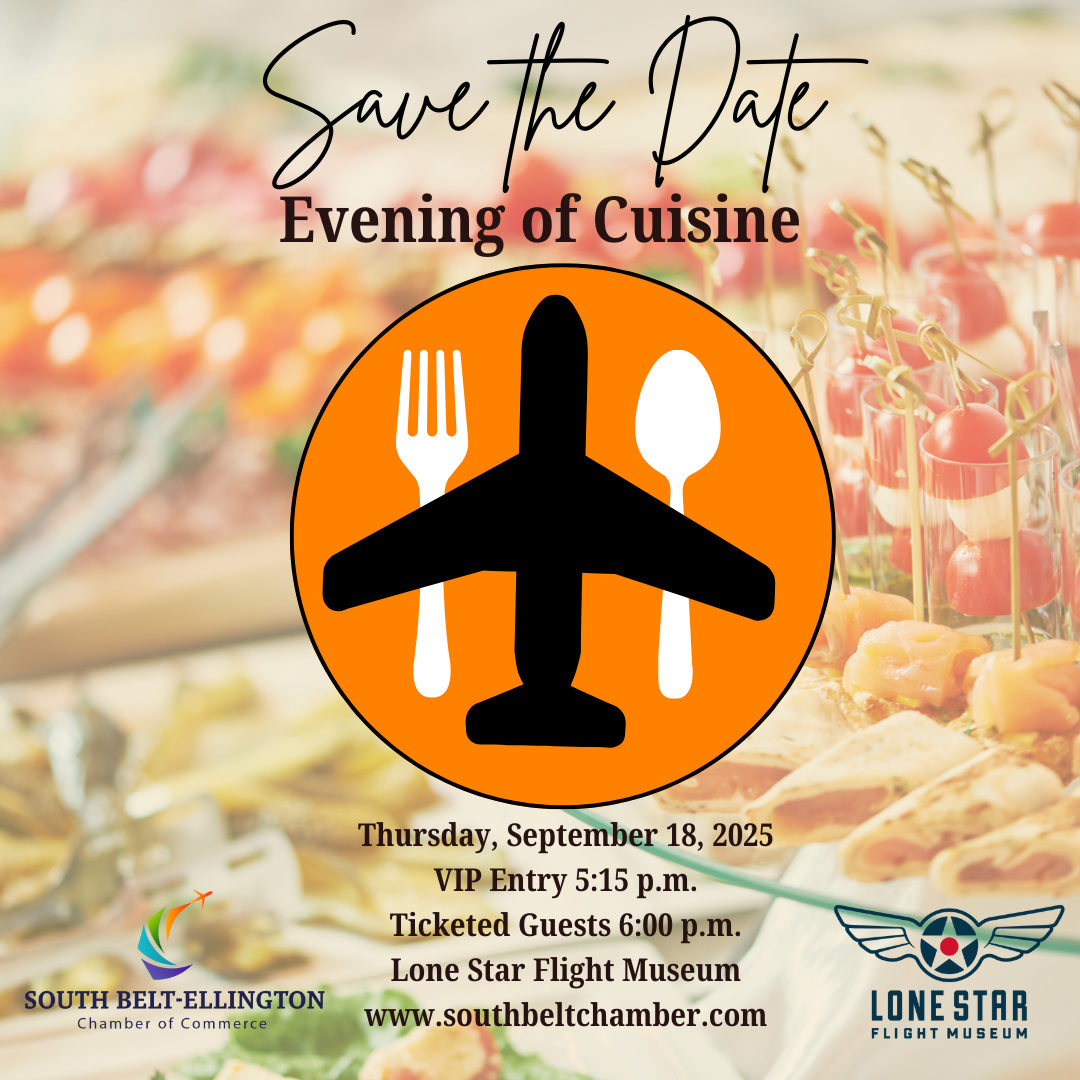 Save the Date
Evening of Cuisine
Thursday, September 18, 2025
VIP Entry 5:15 p.m.
Ticketed Guests 6:00 p.m.
Lone Star Flight Museum
www.southbeltchamber.com
SOUTH BELT-ELLINGTON
Chamber of Commerce
LONE STAR
FLIGHT MUSEUM